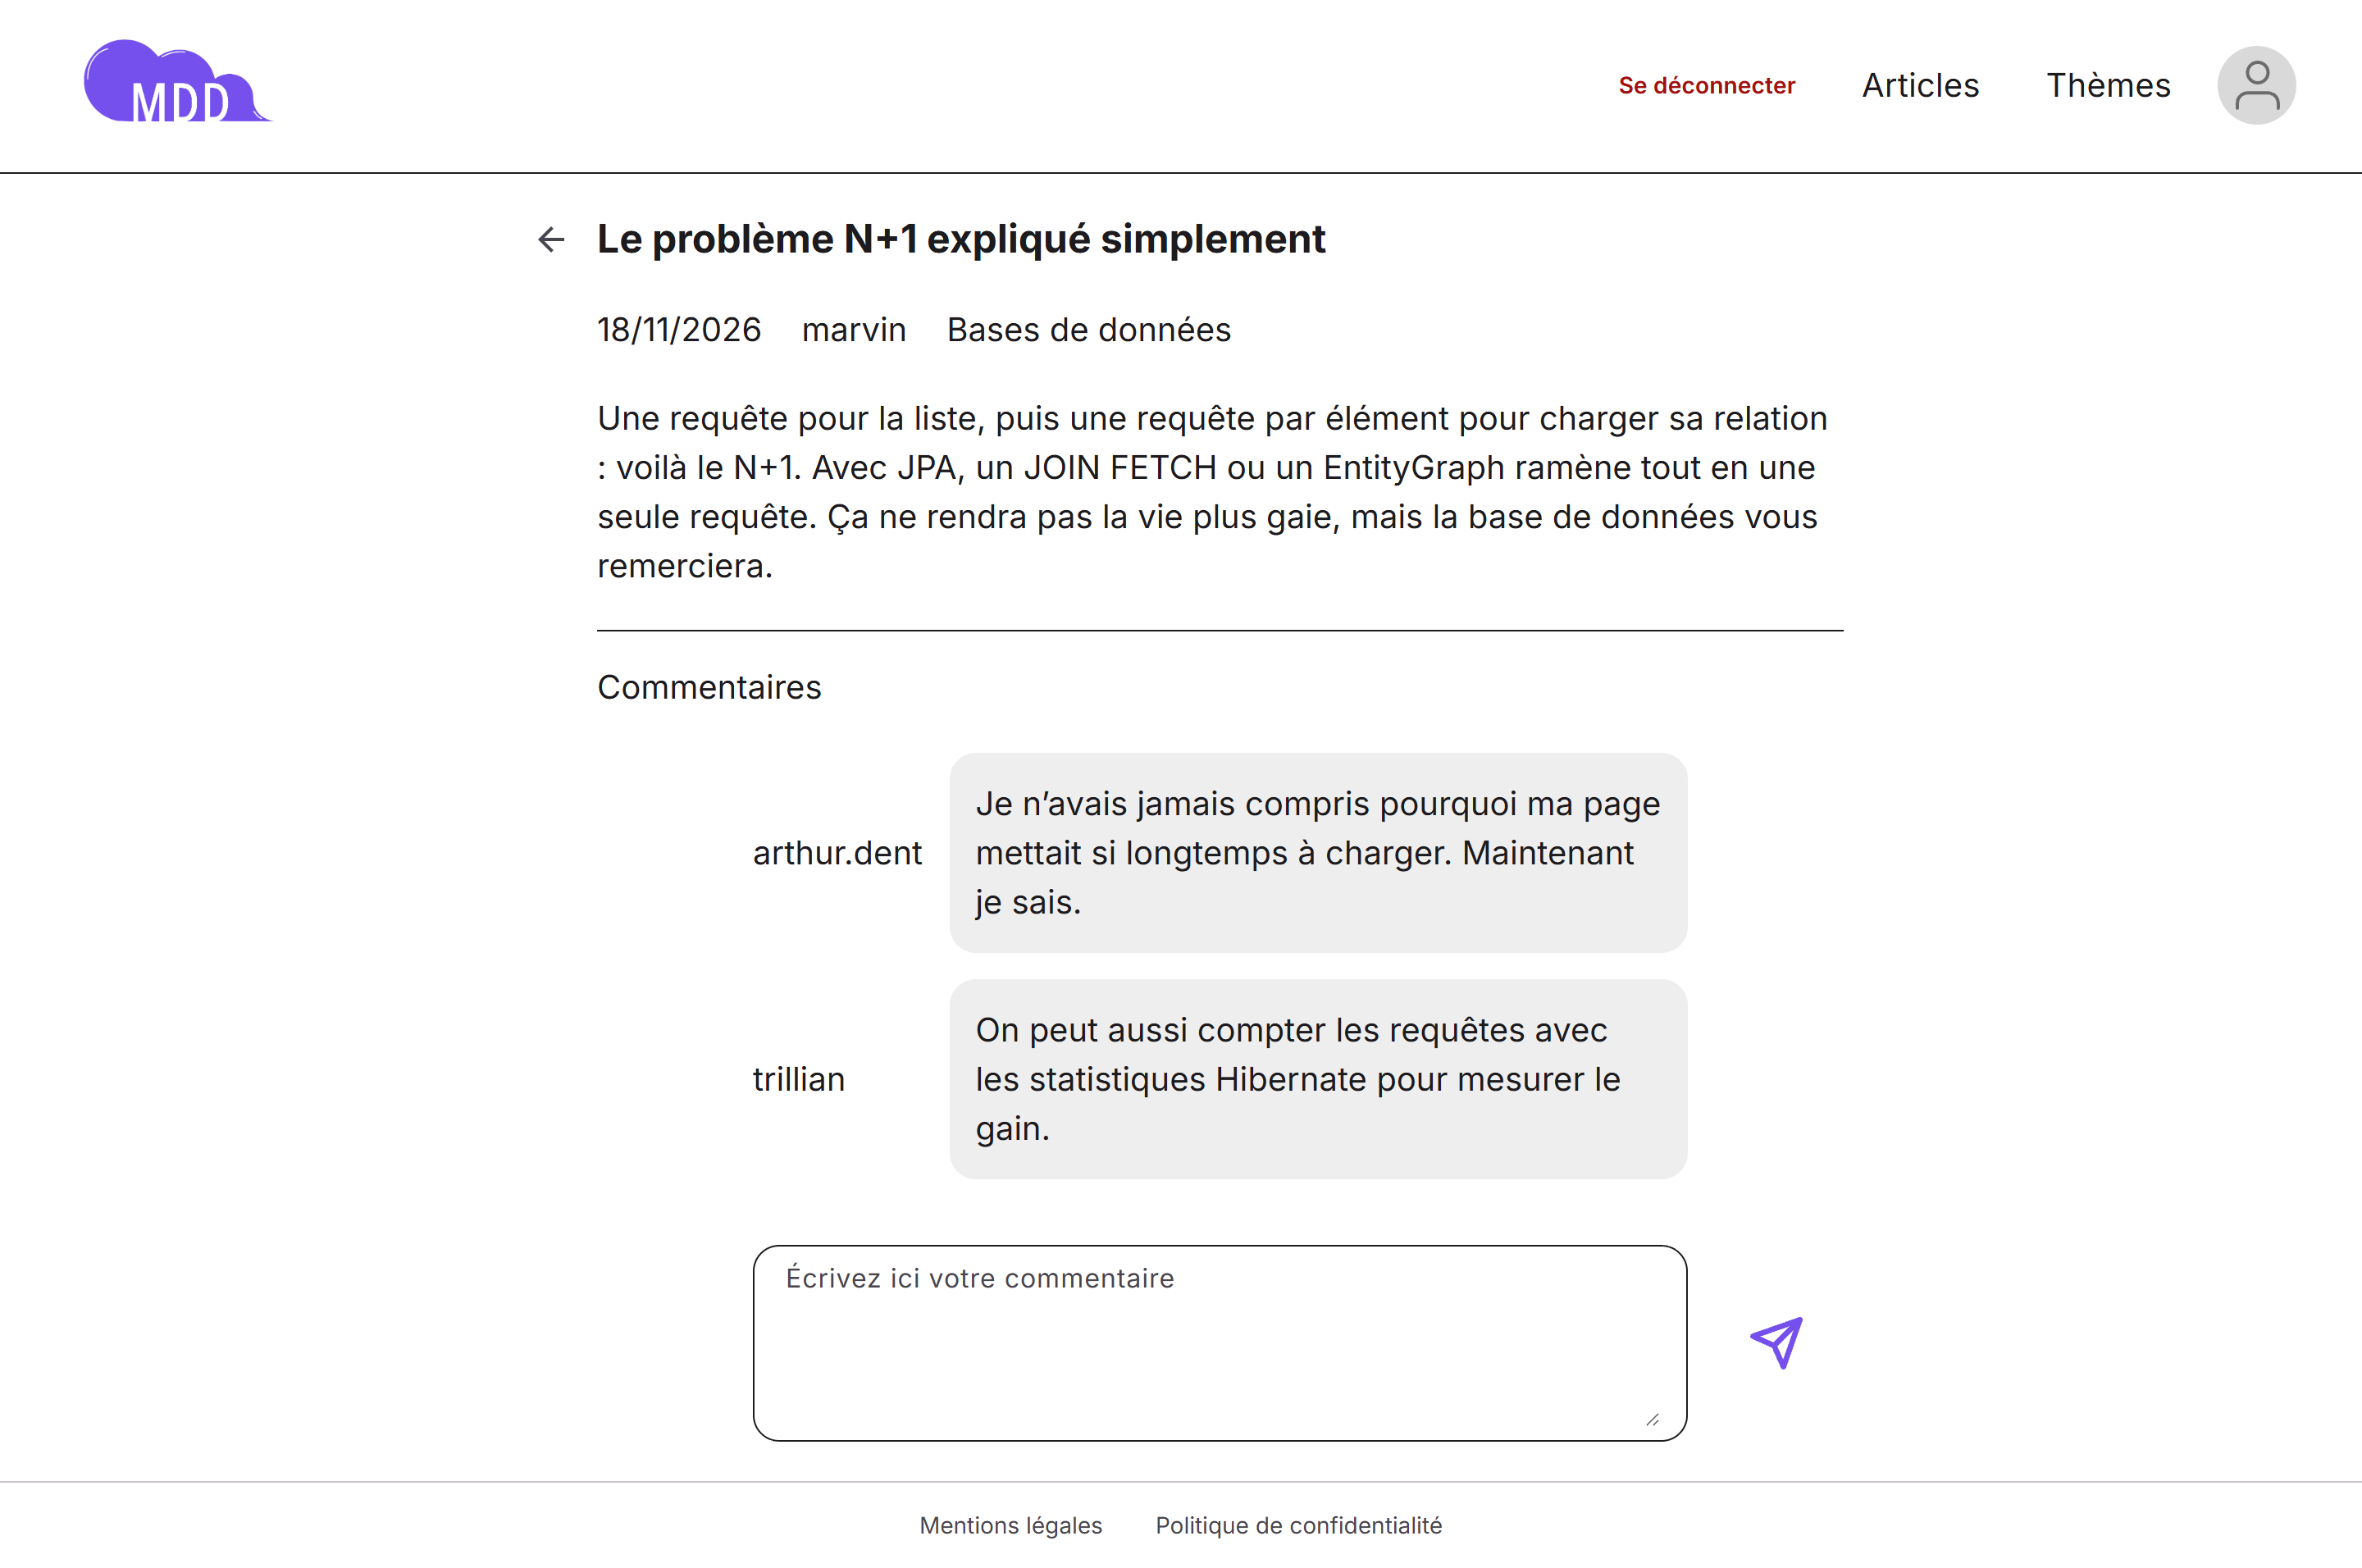 MDD
Se déconnecter
Articles
Thèmes
Le problème N+1 expliqué simplement
18/11/2026 marvin Bases de données
Une requête pour la liste, puis une requête par élément pour charger sa relation
: voilà le N+1. Avec JPA, un JOIN FETCH ou un EntityGraph ramène tout en une
seule requête. Ça ne rendra pas la vie plus gaie, mais la base de données vous
remerciera.
Commentaires
arthur.dent
Je n’avais jamais compris pourquoi ma page
mettait si longtemps à charger. Maintenant
je sais.
trillian
On peut aussi compter les requêtes avec
les statistiques Hibernate pour mesurer le
gain.
Écrivez ici votre commentaire
Mentions légales
Politique de confidentialité